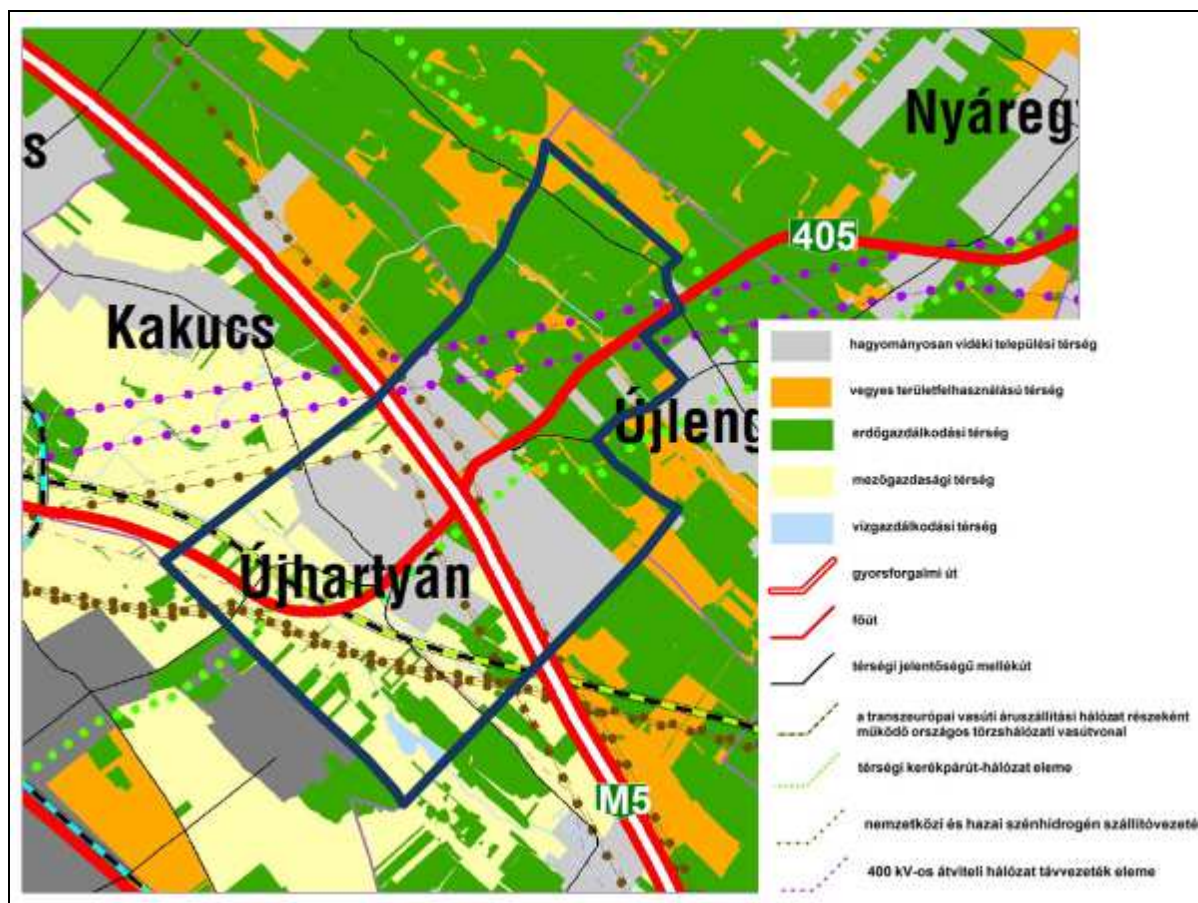 Nyáreg
s
405
Kakucs
Újleng
Újhartyán
M5
hagyományosan vidéki települési térség
vegyes területfelhasználású térség
erdőgazdálkodási térség
mezőgazdasági térség
vízgazdálkodási térség
gyorsforgalmi út
főút
térségi jelentőségű mellékút
a transzeurópai vasúti áruszállítási hálózat részeként
működő országos törzshálózati vasútvonal
térségi kerékpárút-hálózat eleme
nemzetközi és hazai szénhidrogén szállítóvezeték
400 kV-os átviteli hálózat távvezeték eleme